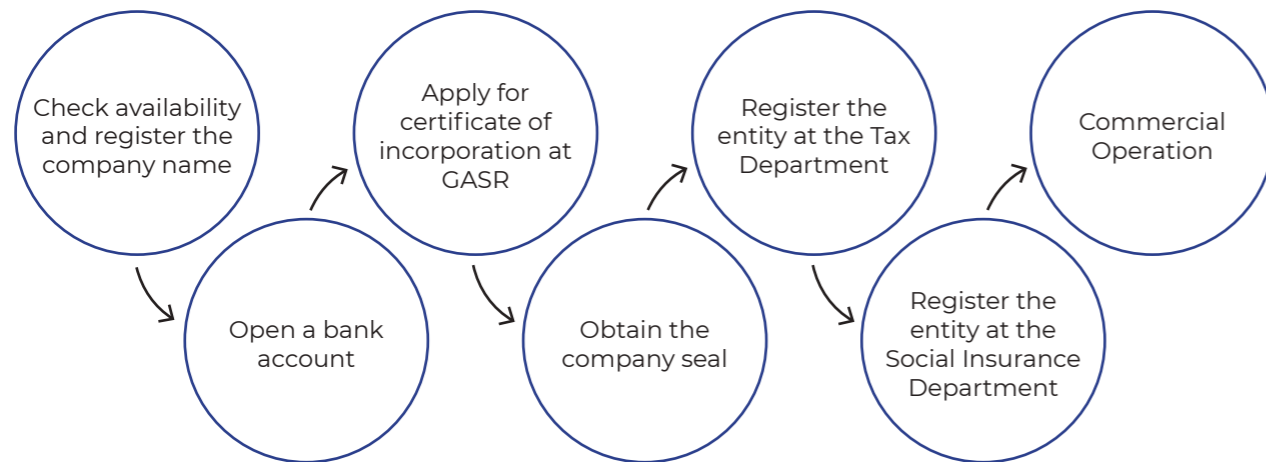 Check availability
and register the
company name
Open a bank
account
Apply for
certificate of
incorporation at
GASR
Obtain the
company seal
Register the
entity at the Tax
Department
Register the
entity at the
Social Insurance
Department
Commercial
Operation